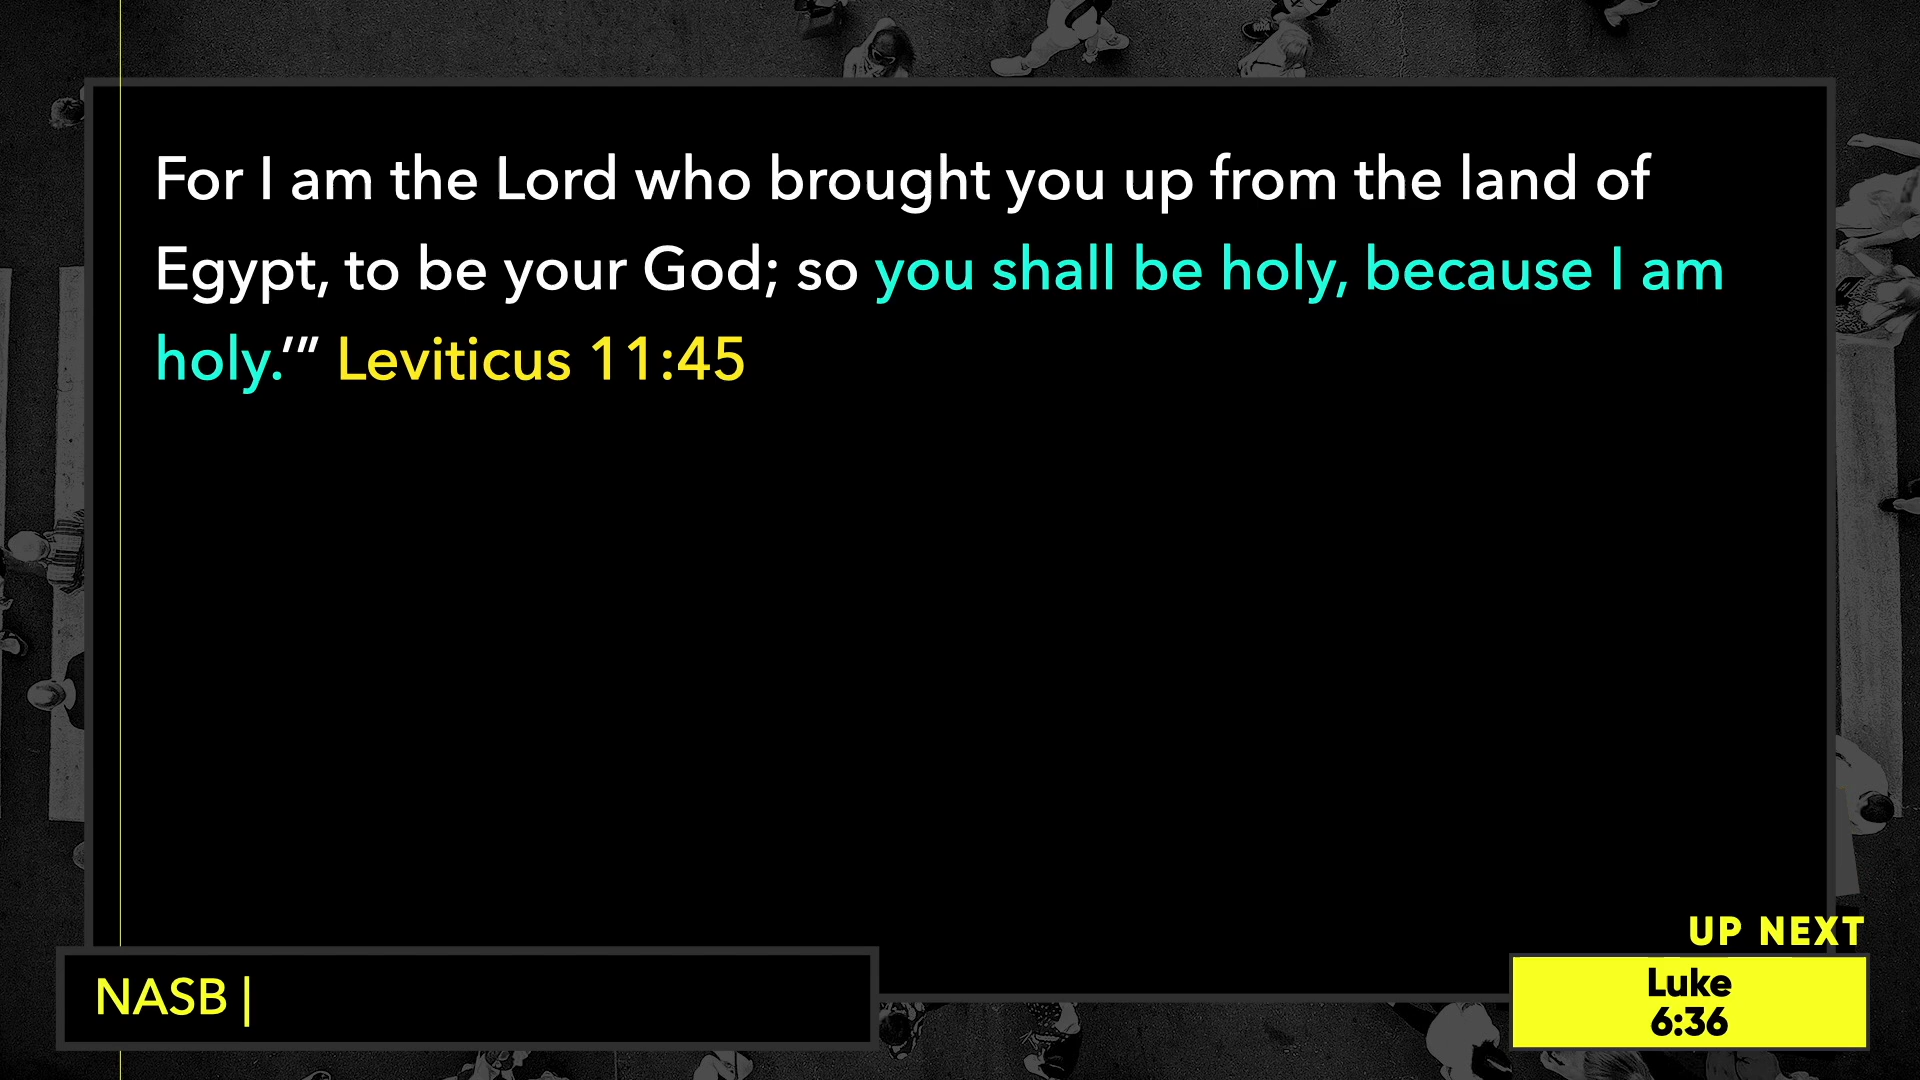 For I am the Lord who brought you up from the land of
Egypt, to be your God; so you shall be holy, because I am
holy.’” Leviticus 11:45
UP NEXT
NASB |
Luke
6:36